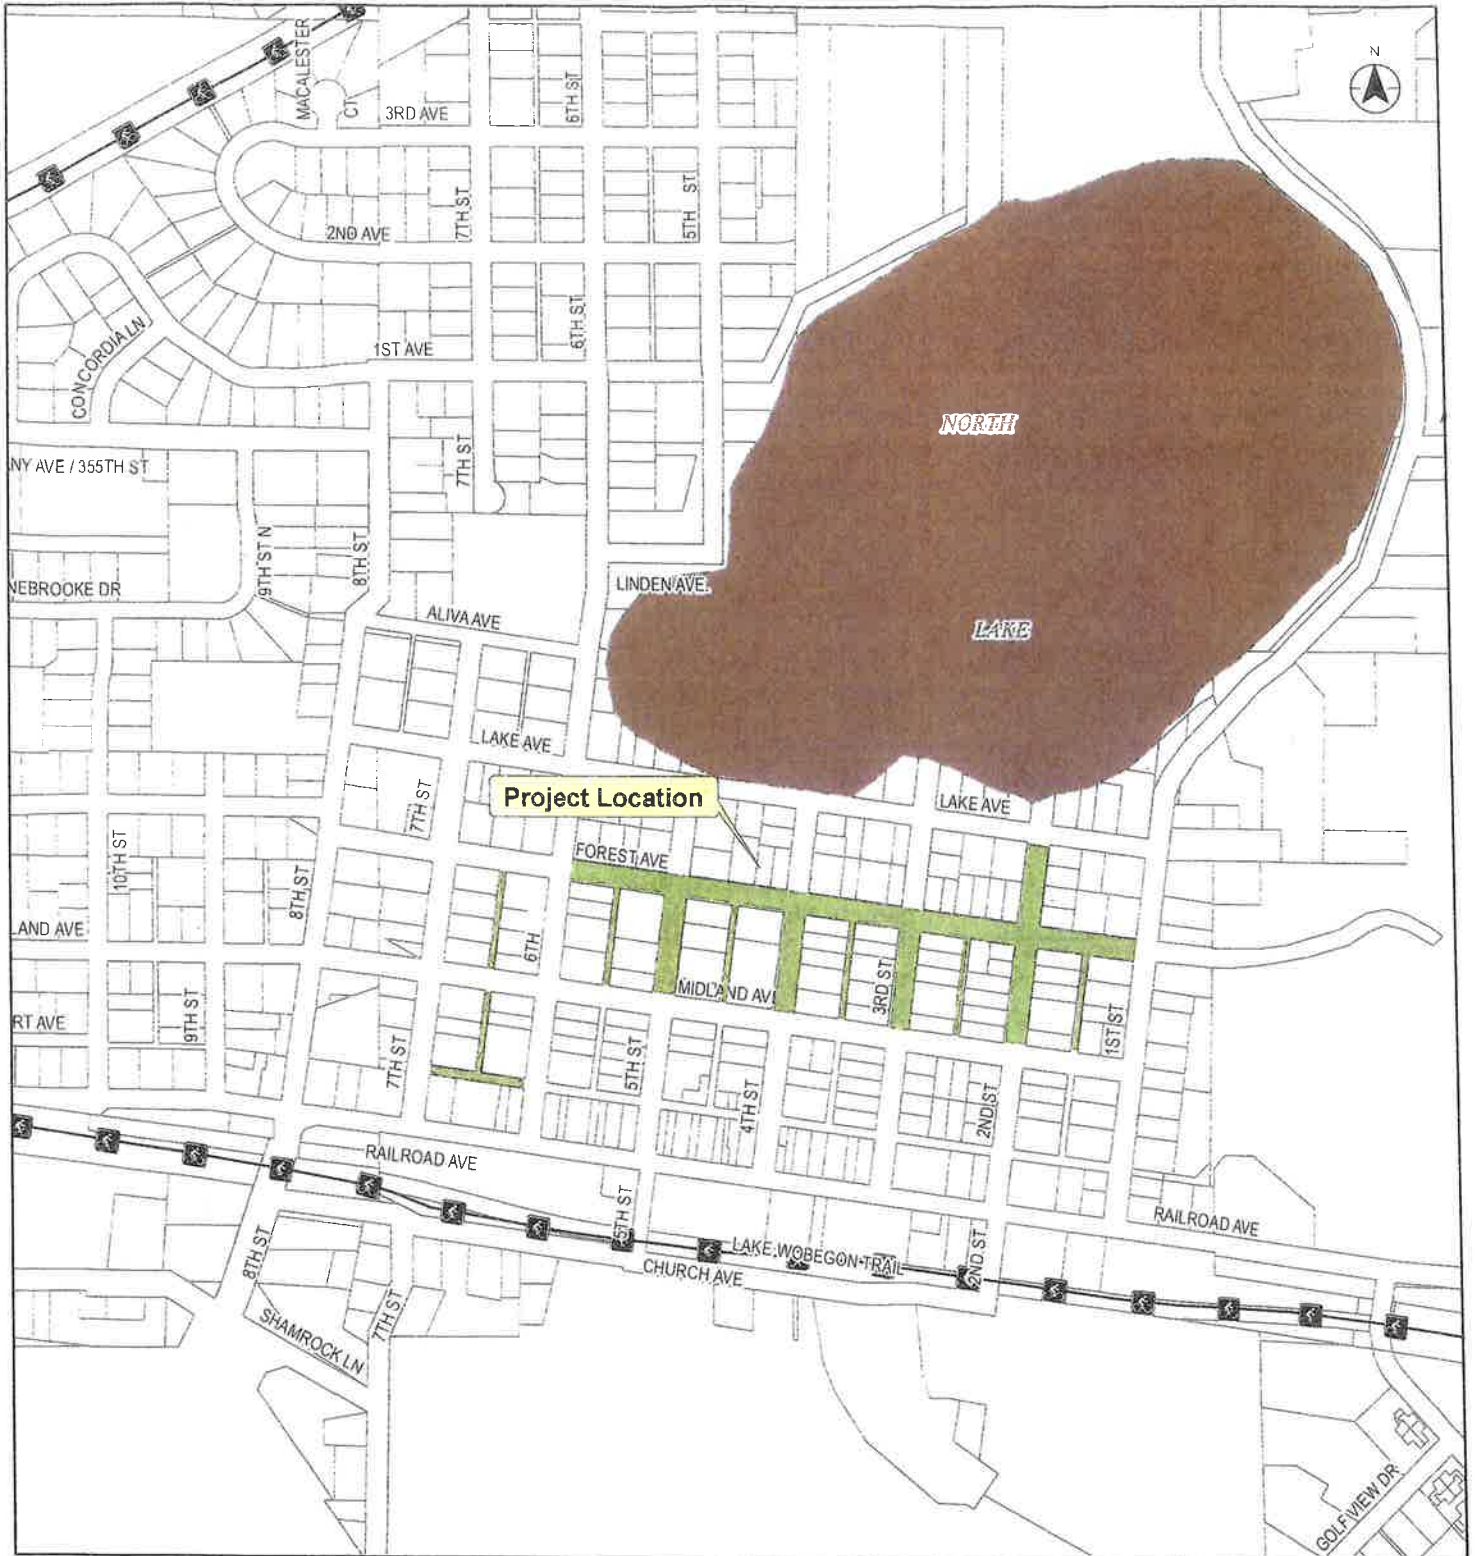 N
MACALESTER
CT
3RD AVE
6TH ST
7TH ST
5TH ST
2ND AVE
6TH ST
CONCORDIA LN
1ST AVE
NORTH
7TH ST
NY AVE / 355TH ST
9TH ST N
8TH ST
NEBROOKE DR
LINDEN AVE.
ALIVA AVE
LAKE
LAKE AVE
Project Location
LAKE AVE
7TH ST
FOREST AVE
10TH ST
8TH ST
LAND AVE
6TH
MIDLAND AVE
3RD ST
9TH ST
RT AVE
1ST ST
7TH ST
5TH ST
4TH ST
2ND ST
RAILROAD AVE
5TH ST
RAILROAD AVE
8TH ST
LAKE WOBEGON TRAIL
2ND ST
CHURCH AVE
7TH ST
SHAMROCK LN
GOLFVIEW DR